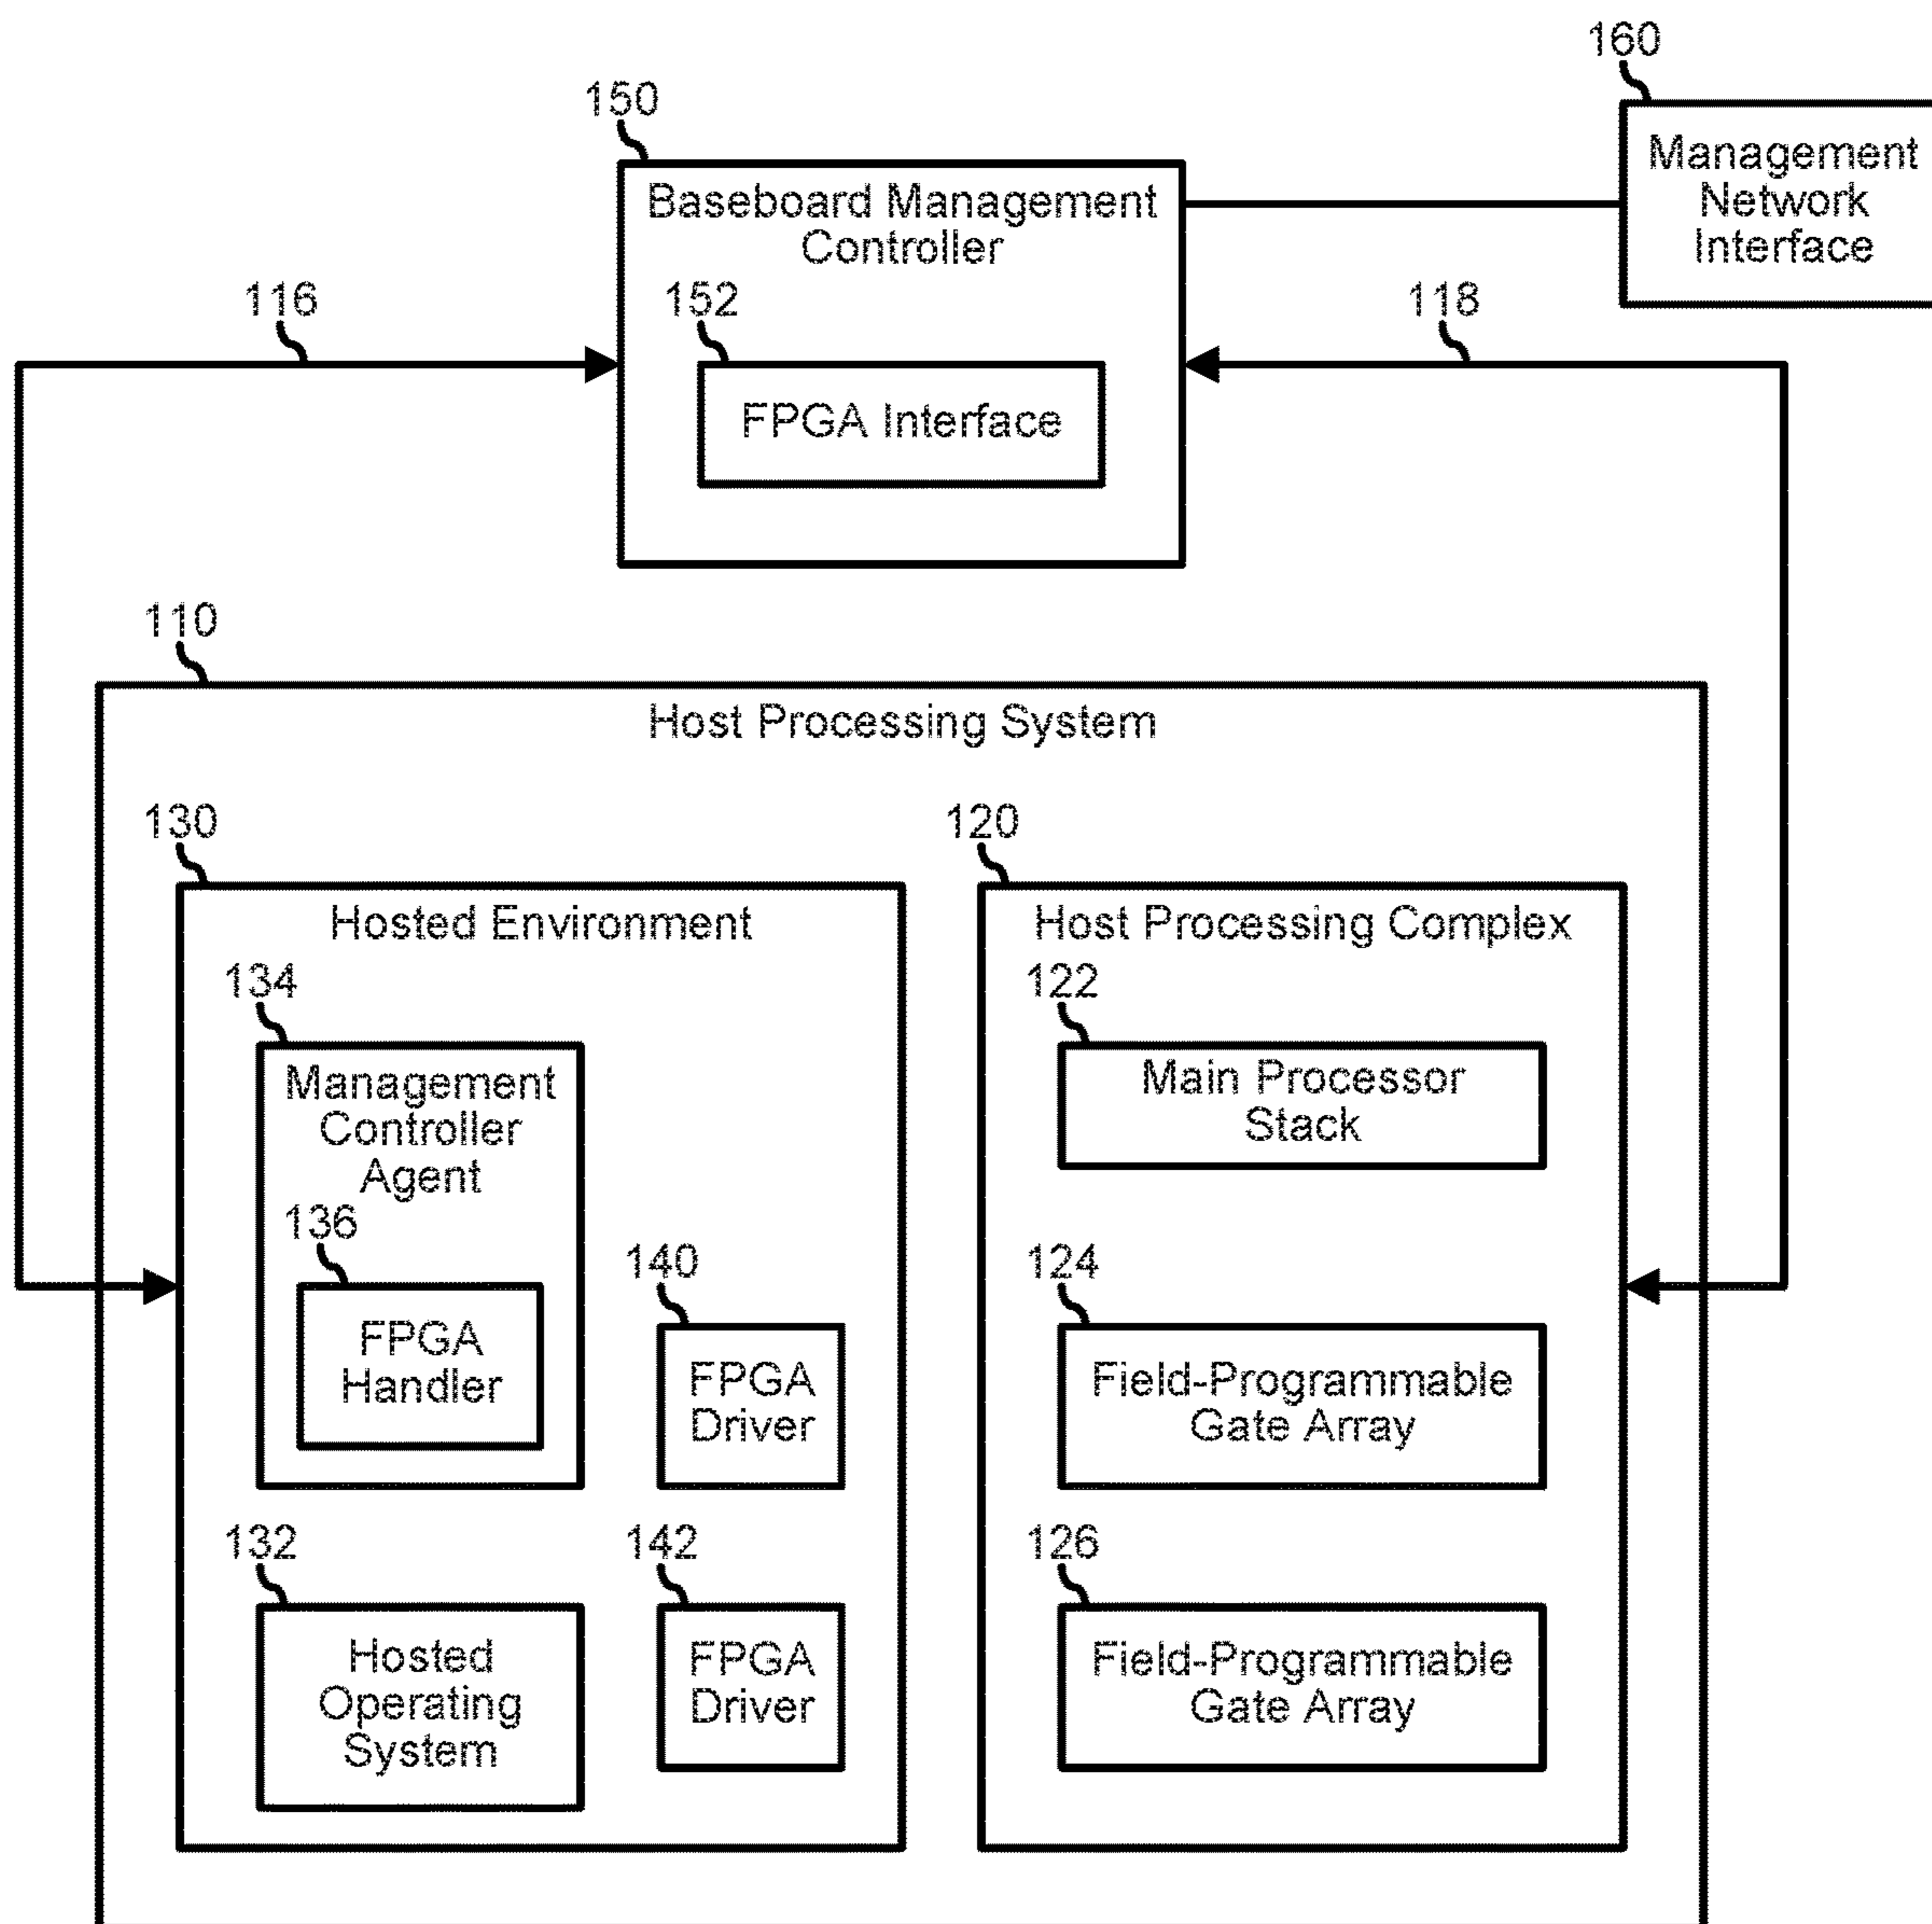 160
Management
Network
Interface
150
Baseboard Management
Controller
116
152
118
FPGA Interface
110
Host Processing System
130
120
Hosted Environment
Host Processing Complex
134
122
Management
Controller
Agent
Main Processor
Stack
136
FPGA
Handler
140
FPGA
Driver
124
Field-Programmable
Gate Array
132
Hosted
Operating
System
142
FPGA
Driver
126
Field-Programmable
Gate Array